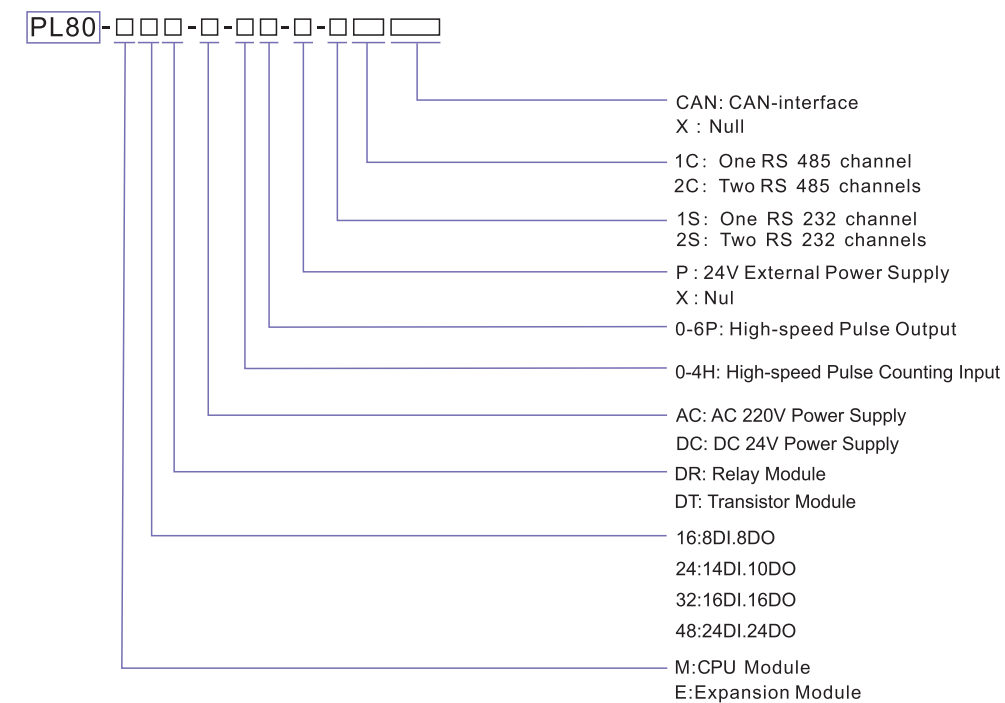 PL80-□□□-□-□□-□-□□□
CAN: CAN-interface
X : Null
1C: One RS 485 channel
2C: Two RS 485 channels
1S: One RS 232 channel
2S: Two RS 232 channels
P : 24V External Power Supply
X : Nul
0-6P: High-speed Pulse Output
0-4H: High-speed Pulse Counting Input
AC: AC 220V Power Supply
DC: DC 24V Power Supply
DR: Relay Module
DT: Transistor Module
16:8DI.8DO
24:14DI.10DO
32:16DI.16DO
48:24DI.24DO
M:CPU Module
E:Expansion Module